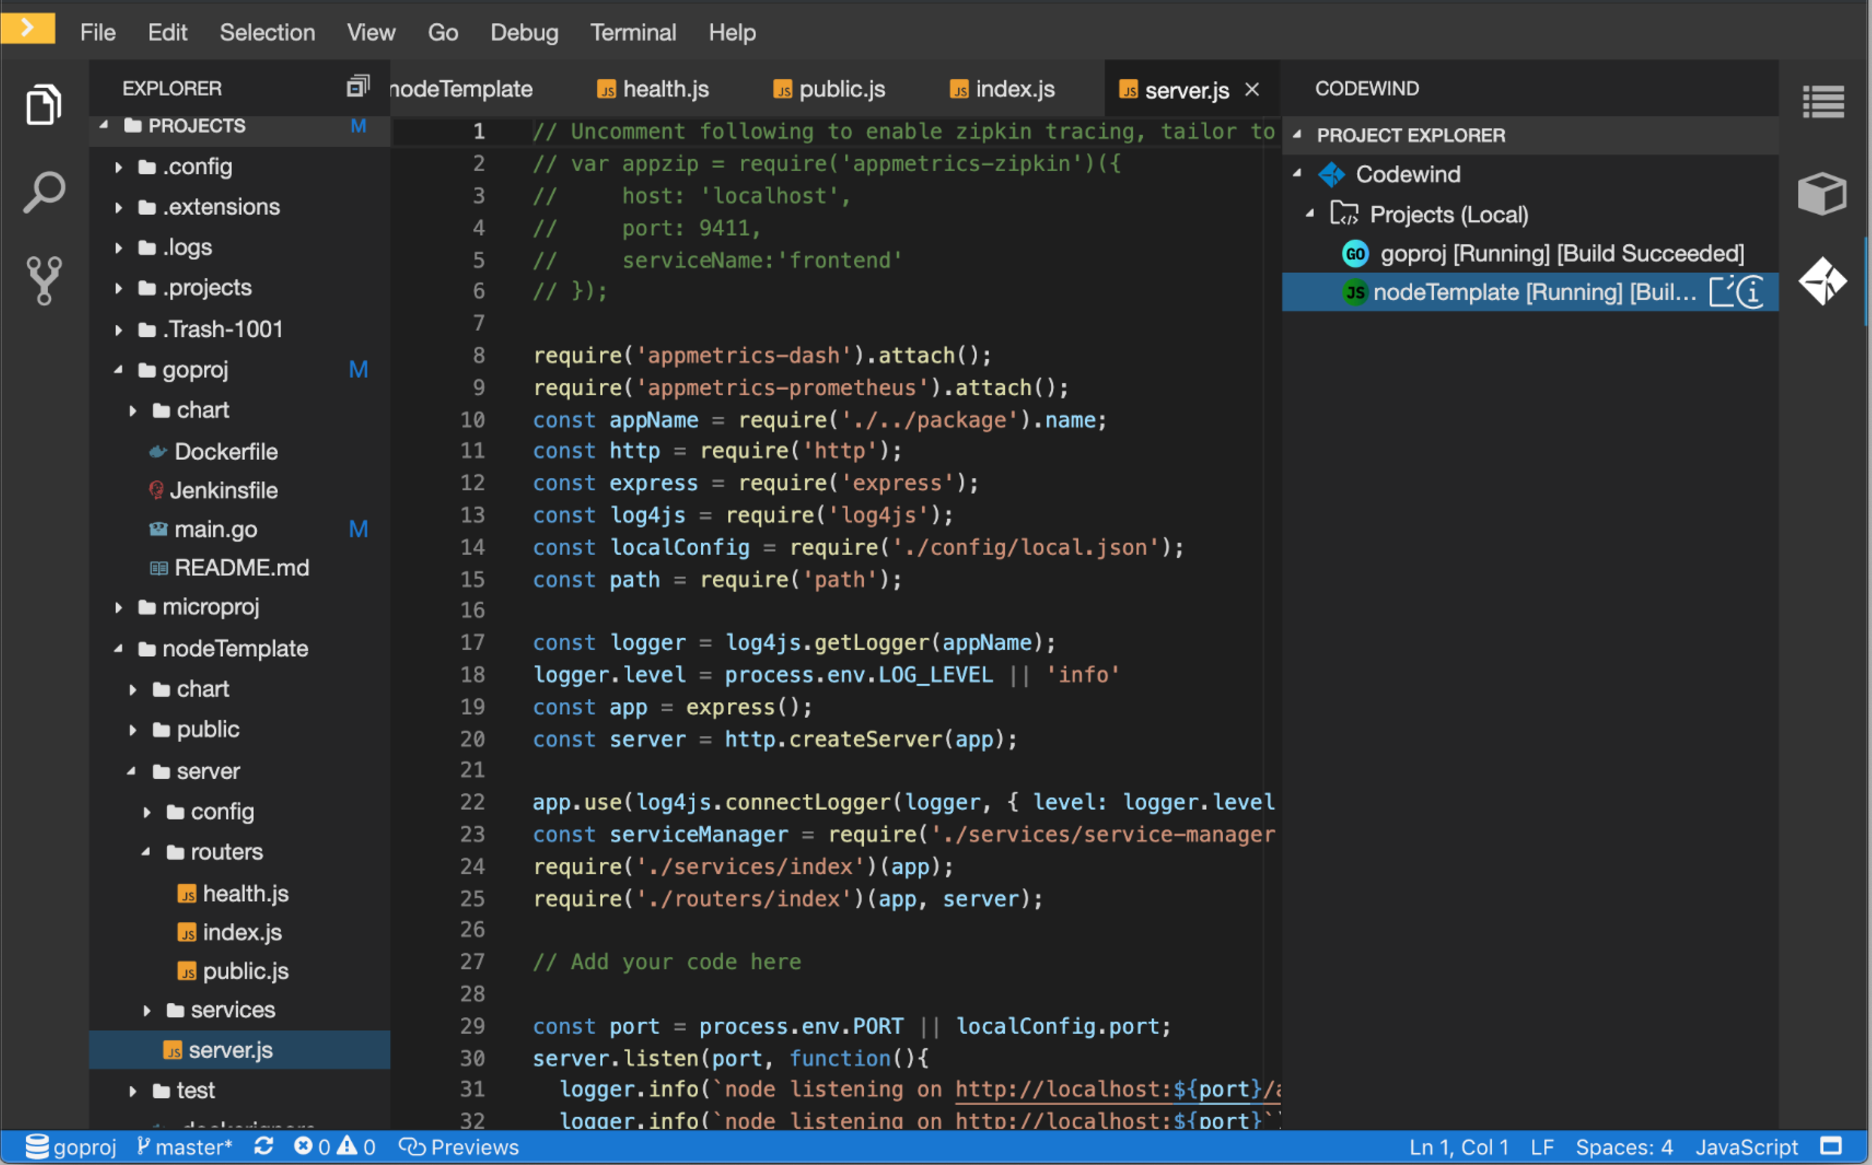 File Edit Selection View Go Debug Terminal Help
EXPLORER
PROJECTS M
.config
.extensions
.logs
.projects
.Trash-1001
goproj M
chart
Dockerfile
Jenkinsfile
main.go M
README.md
microproj
nodeTemplate
chart
public
server
config
routers
health.js
index.js
public.js
services
server.js
test
nodeTemplate JS health.js JS public.js JS index.js JS server.js ×
1 // Uncomment following to enable zipkin tracing, tailor to
2 // var appzip = require('appmetrics-zipkin')({
3 //     host: 'localhost',
4 //     port: 9411,
5 //     serviceName:'frontend'
6 // });
7
8 require('appmetrics-dash').attach();
9 require('appmetrics-prometheus').attach();
10 const appName = require('./../package').name;
11 const http = require('http');
12 const express = require('express');
13 const log4js = require('log4js');
14 const localConfig = require('./config/local.json');
15 const path = require('path');
16
17 const logger = log4js.getLogger(appName);
18 logger.level = process.env.LOG_LEVEL || 'info'
19 const app = express();
20 const server = http.createServer(app);
21
22 app.use(log4js.connectLogger(logger, { level: logger.level
23 const serviceManager = require('./services/service-manager
24 require('./services/index')(app);
25 require('./routers/index')(app, server);
26
27 // Add your code here
28
29 const port = process.env.PORT || localConfig.port;
30 server.listen(port, function(){
31   logger.info(`node listening on http://localhost:${port}/a
32   logger.info(`node listening on http://localhost:${port}`
CODEWIND
PROJECT EXPLORER
Codewind
Projects (Local)
GO goproj [Running] [Build Succeeded]
JS nodeTemplate [Running] [Buil...
goproj master* 0 0 Previews
Ln 1, Col 1 LF Spaces: 4 JavaScript